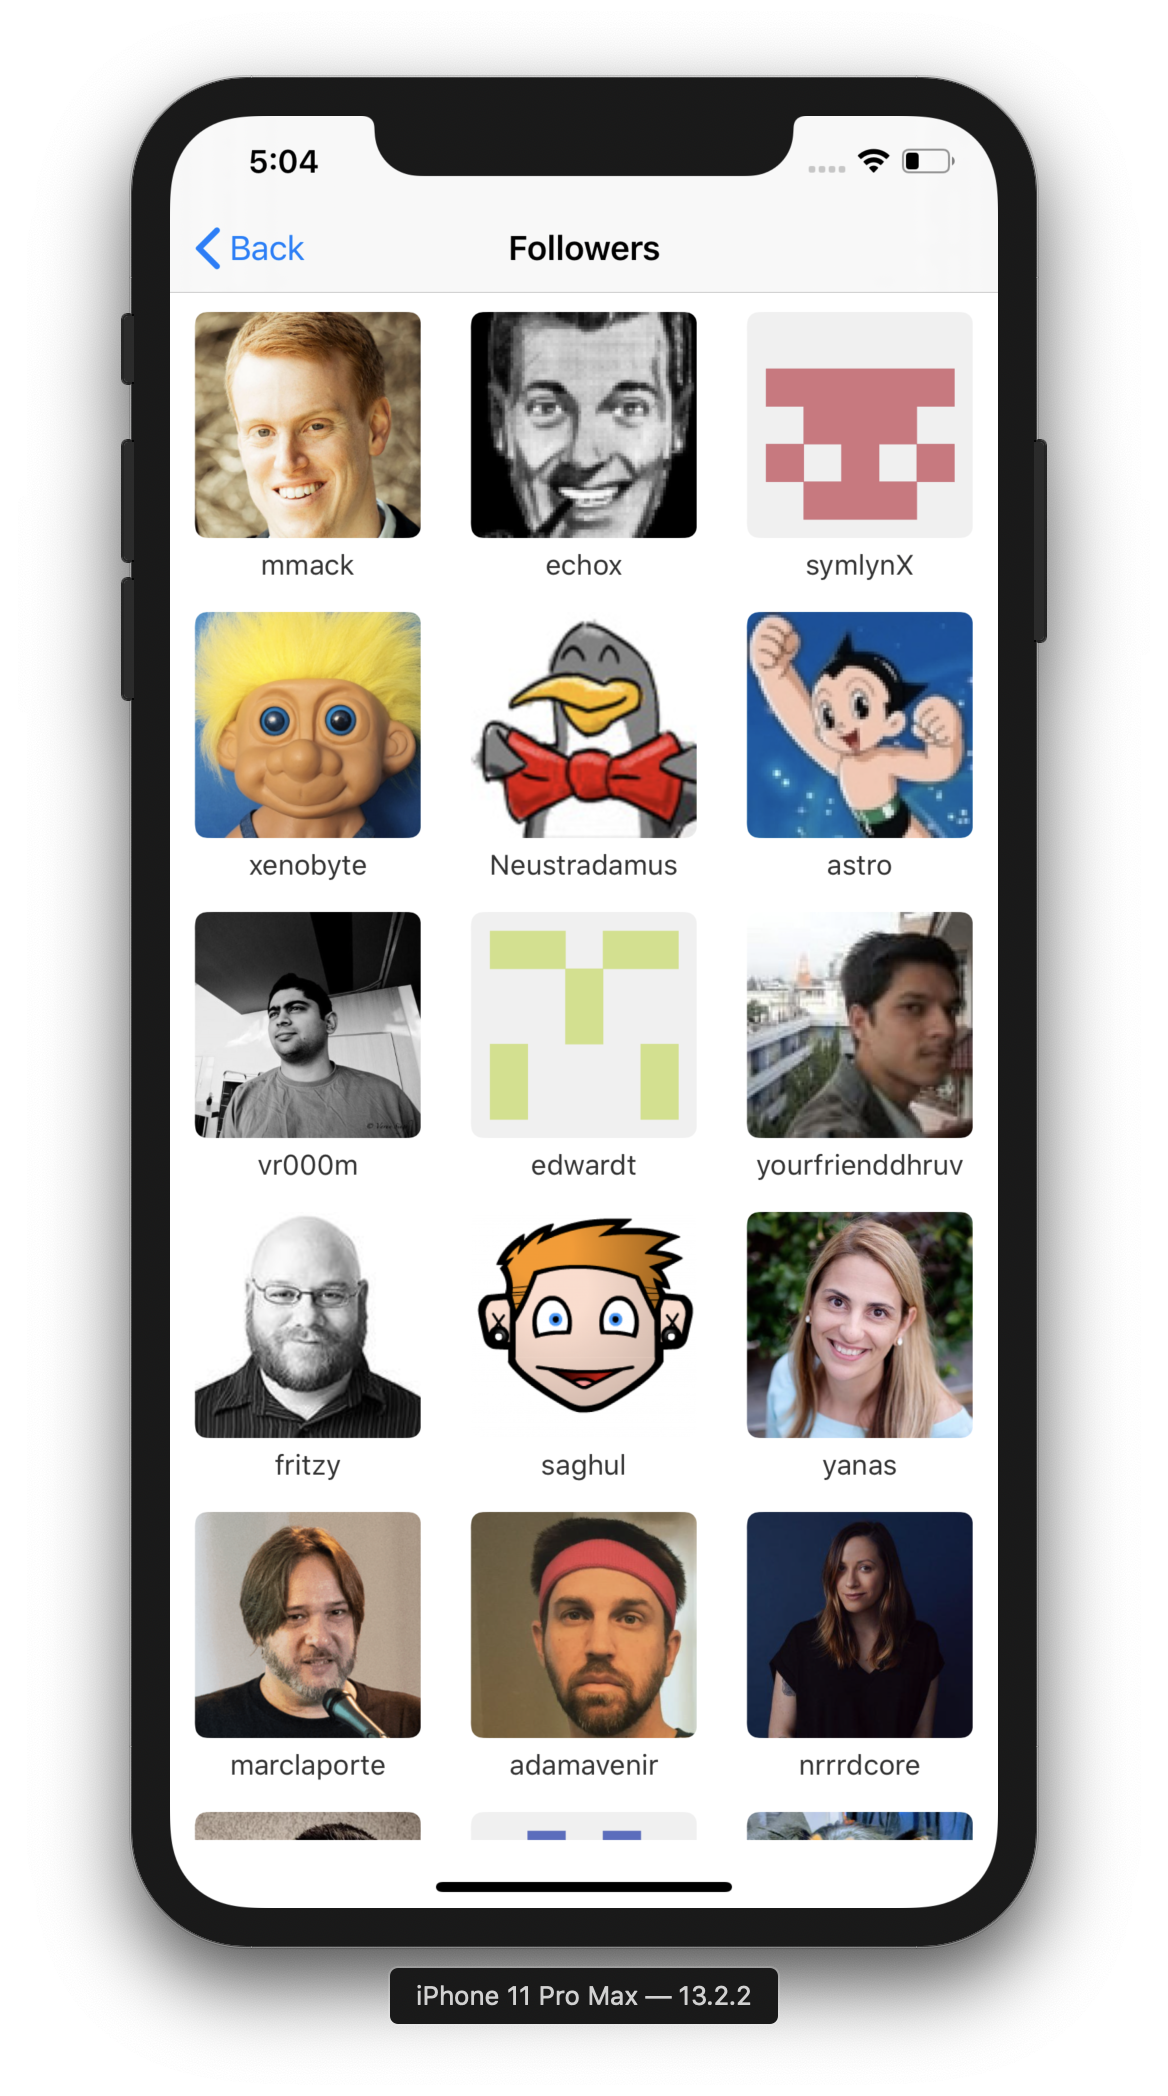 5:04
Back
Followers
mmack
echox
symlynX
xenobyte
Neustradamus
astro
vr000m
edwardt
yourfrienddhruv
fritzy
saghul
yanas
marclaporte
adamavenir
nrrrdcore
iPhone 11 Pro Max — 13.2.2